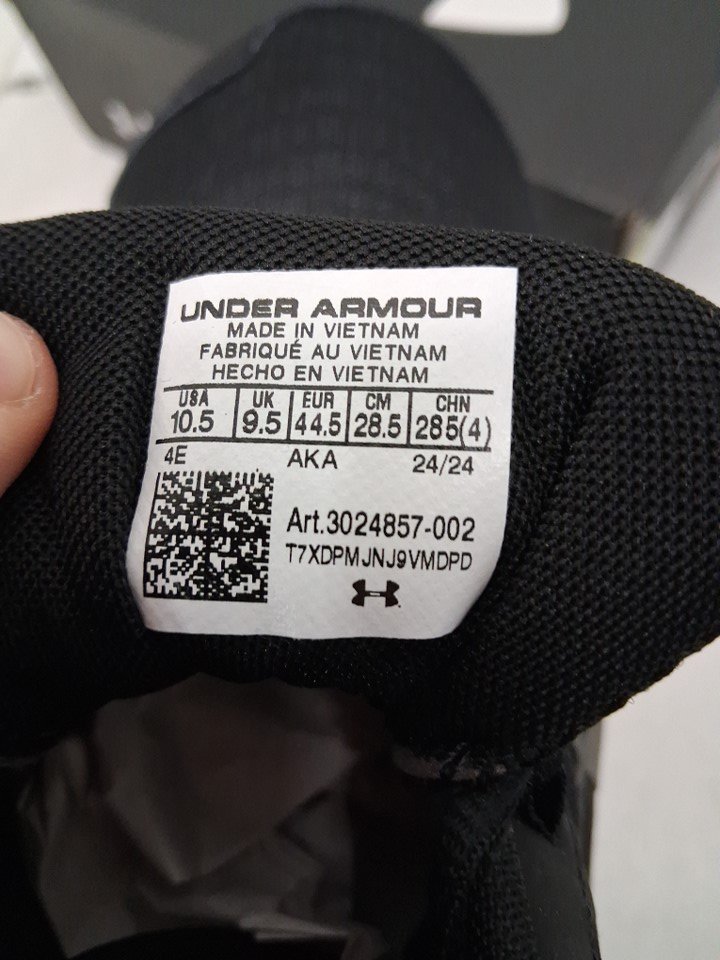 UNDER ARMOUR
MADE IN VIETNAM
FABRIQUÉ AU VIETNAM
HECHO EN VIETNAM
USA UK EUR CM CHN
10.5 9.5 44.5 28.5 285(4)
4E AKA 24/24
Art.3024857-002
T7XDPMJNJ9VMDPD